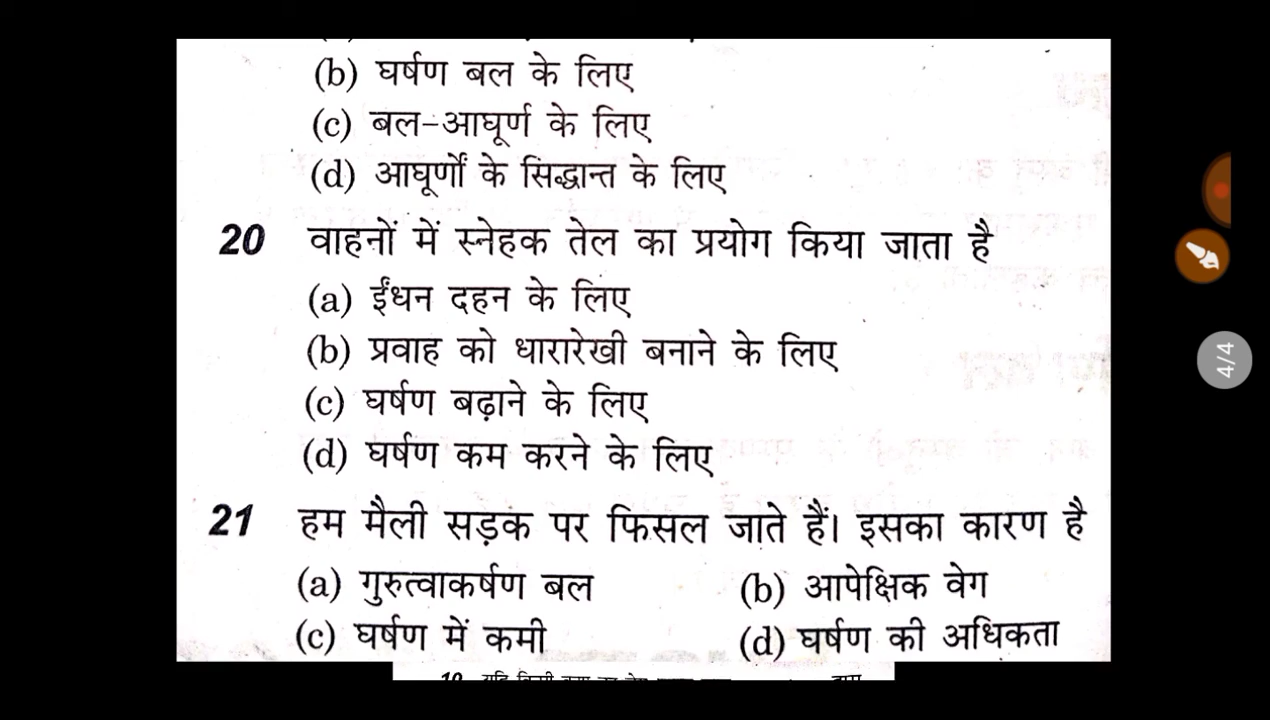 (b) घर्षण बल के लिए
(c) बल-आघूर्ण के लिए
(d) आघूर्णों के सिद्धान्त के लिए
20 वाहनों में स्नेहक तेल का प्रयोग किया जाता है
(a) ईंधन दहन के लिए
(b) प्रवाह को धारारेखी बनाने के लिए
(c) घर्षण बढ़ाने के लिए
(d) घर्षण कम करने के लिए
21 हम मैली सड़क पर फिसल जाते हैं। इसका कारण है
(a) गुरुत्वाकर्षण बल (b) आपेक्षिक वेग
(c) घर्षण में कमी (d) घर्षण की अधिकता
4/4